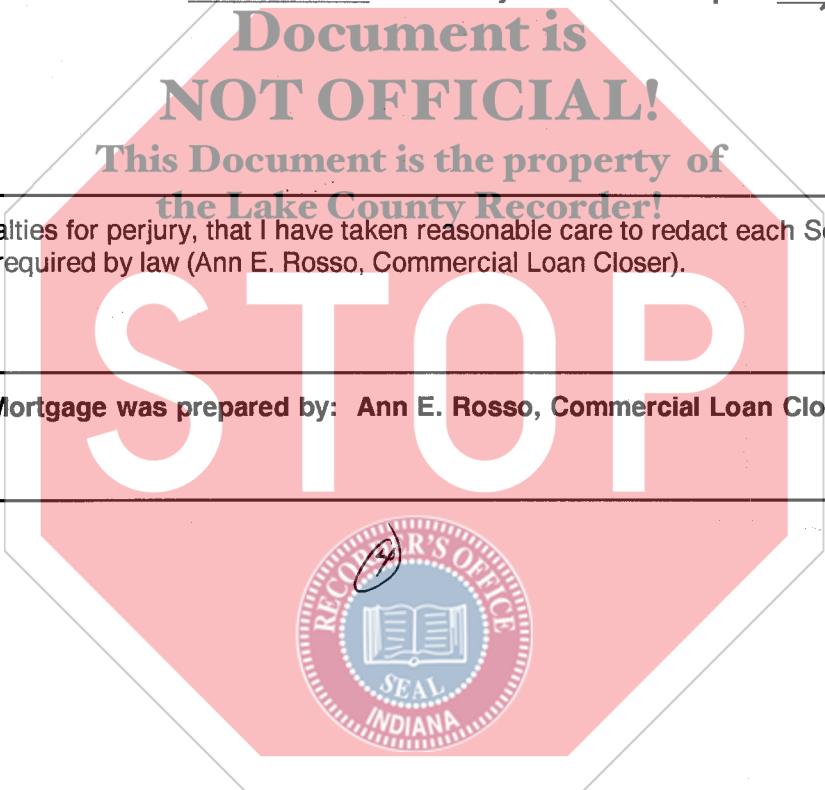 Document is
NOT OFFICIAL!
This Document is the property of
the Lake County Recorder!
alties for perjury, that I have taken reasonable care to redact each
required by law (Ann E. Rosso, Commercial Loan Closer).
STOP
Mortgage was prepared by: Ann E. Rosso, Commercial Loan Clo
RECORDER'S OFFICE
SEAL
INDIANA